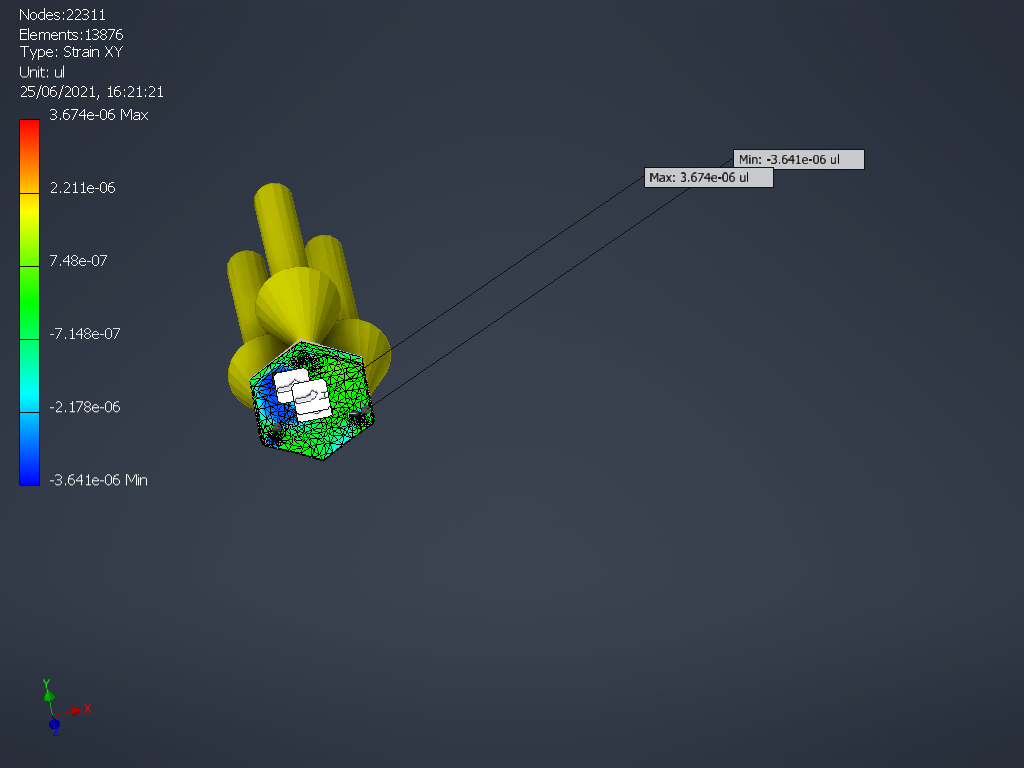 Nodes:22311
Elements:13876
Type: Strain XY
Unit: ul
25/06/2021, 16:21:21
3.674e-06 Max
2.211e-06
7.48e-07
-7.148e-07
-2.178e-06
-3.641e-06 Min
Min: -3.641e-06 ul
Max: 3.674e-06 ul
Y
X
Z